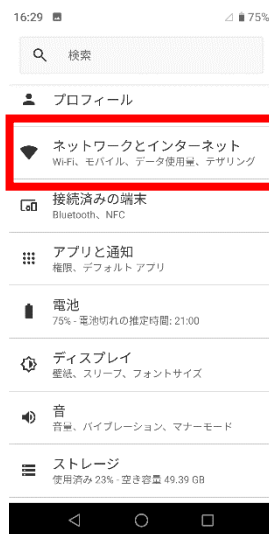 16:29
75%
検索
プロフィール
ネットワークとインターネット
Wi-Fi、モバイル、データ使用量、テザリング
接続済みの端末
Bluetooth、NFC
アプリと通知
権限、デフォルト アプリ
電池
75% - 電池切れの推定時間: 21:00
ディスプレイ
壁紙、スリープ、フォントサイズ
音
音量、バイブレーション、マナーモード
ストレージ
使用済み 23% - 空き容量 49.39 GB